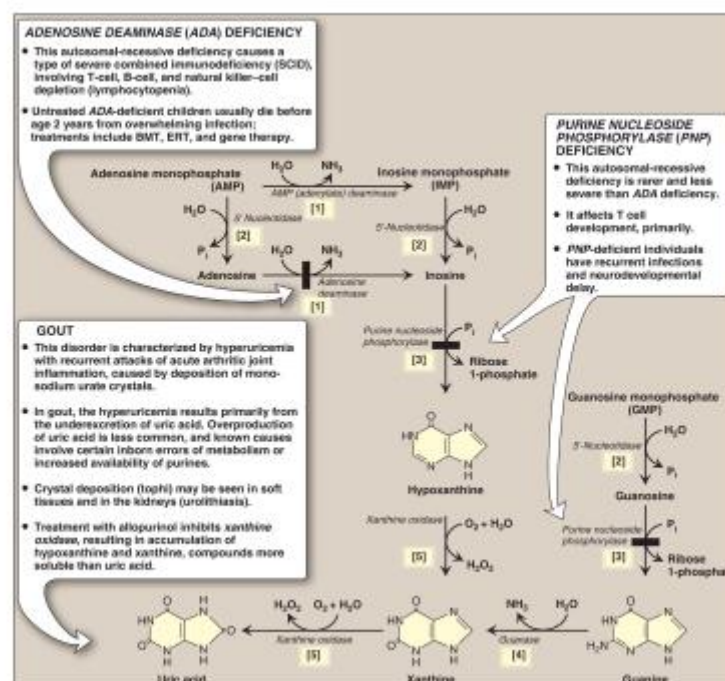 ADENOSINE DEAMINASE (ADA) DEFICIENCY
• This autosomal-recessive deficiency causes a
type of severe combined immunodeficiency (SCID),
involving T-cell, B-cell, and natural killer–cell
depletion (lymphocytopenia).
• Untreated ADA-deficient children usually die before
age 2 years from overwhelming infection;
treatments include BMT, ERT, and gene therapy.
PURINE NUCLEOSIDE
PHOSPHORYLASE (PNP)
DEFICIENCY
• This autosomal-recessive
deficiency is rarer and less
severe than ADA deficiency.
• It affects T cell
development, primarily.
• PNP-deficient individuals
have recurrent infections
and neurodevelopmental
delay.
Adenosine monophosphate
(AMP)
H2O
NH3
AMP (adenylate) deaminase
[1]
Inosine monophosphate
(IMP)
H2O
5'-Nucleotidase
[2]
Pi
H2O
5'-Nucleotidase
[2]
Pi
Adenosine
H2O
NH3
Adenosine
deaminase
[1]
Inosine
Purine nucleoside
phosphorylase
[3]
Pi
Ribose
1-phosphate
GOUT
• This disorder is characterized by hyperuricemia
with recurrent attacks of acute arthritic joint
inflammation, caused by deposition of mono-
sodium urate crystals.
• In gout, the hyperuricemia results primarily from
the underexcretion of uric acid. Overproduction
of uric acid is less common, and known causes
involve certain inborn errors of metabolism or
increased availability of purines.
• Crystal deposition (tophi) may be seen in soft
tissues and in the kidneys (urolithiasis).
• Treatment with allopurinol inhibits xanthine
oxidase, resulting in accumulation of
hypoxanthine and xanthine, compounds more
soluble than uric acid.
O
HN
N
N
N
H
Hypoxanthine
Xanthine oxidase
[5]
O2 + H2O
H2O2
Guanosine monophosphate
(GMP)
5'-Nucleotidase
[2]
H2O
Pi
Guanosine
Purine nucleoside
phosphorylase
[3]
Pi
Ribose
1-phospha
O
HN
O
N
H
H
N
O
N
H
Uric acid
H2O2
O2 + H2O
Xanthine oxidase
[5]
O
HN
O
N
H
N
N
H
Xanthine
NH3
H2O
Guanase
[4]
O
HN
H2N
N
N
N
H
Guanine